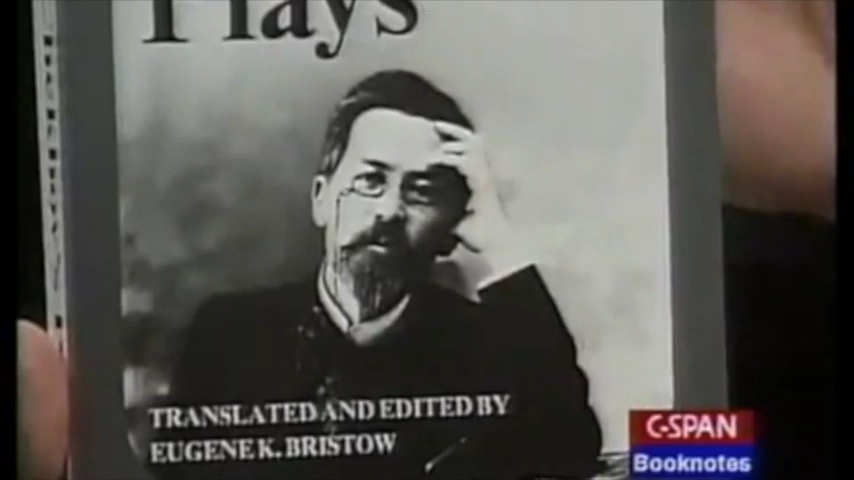 Plays
TRANSLATED AND EDITED BY
EUGENE K. BRISTOW
C-SPAN
Booknotes